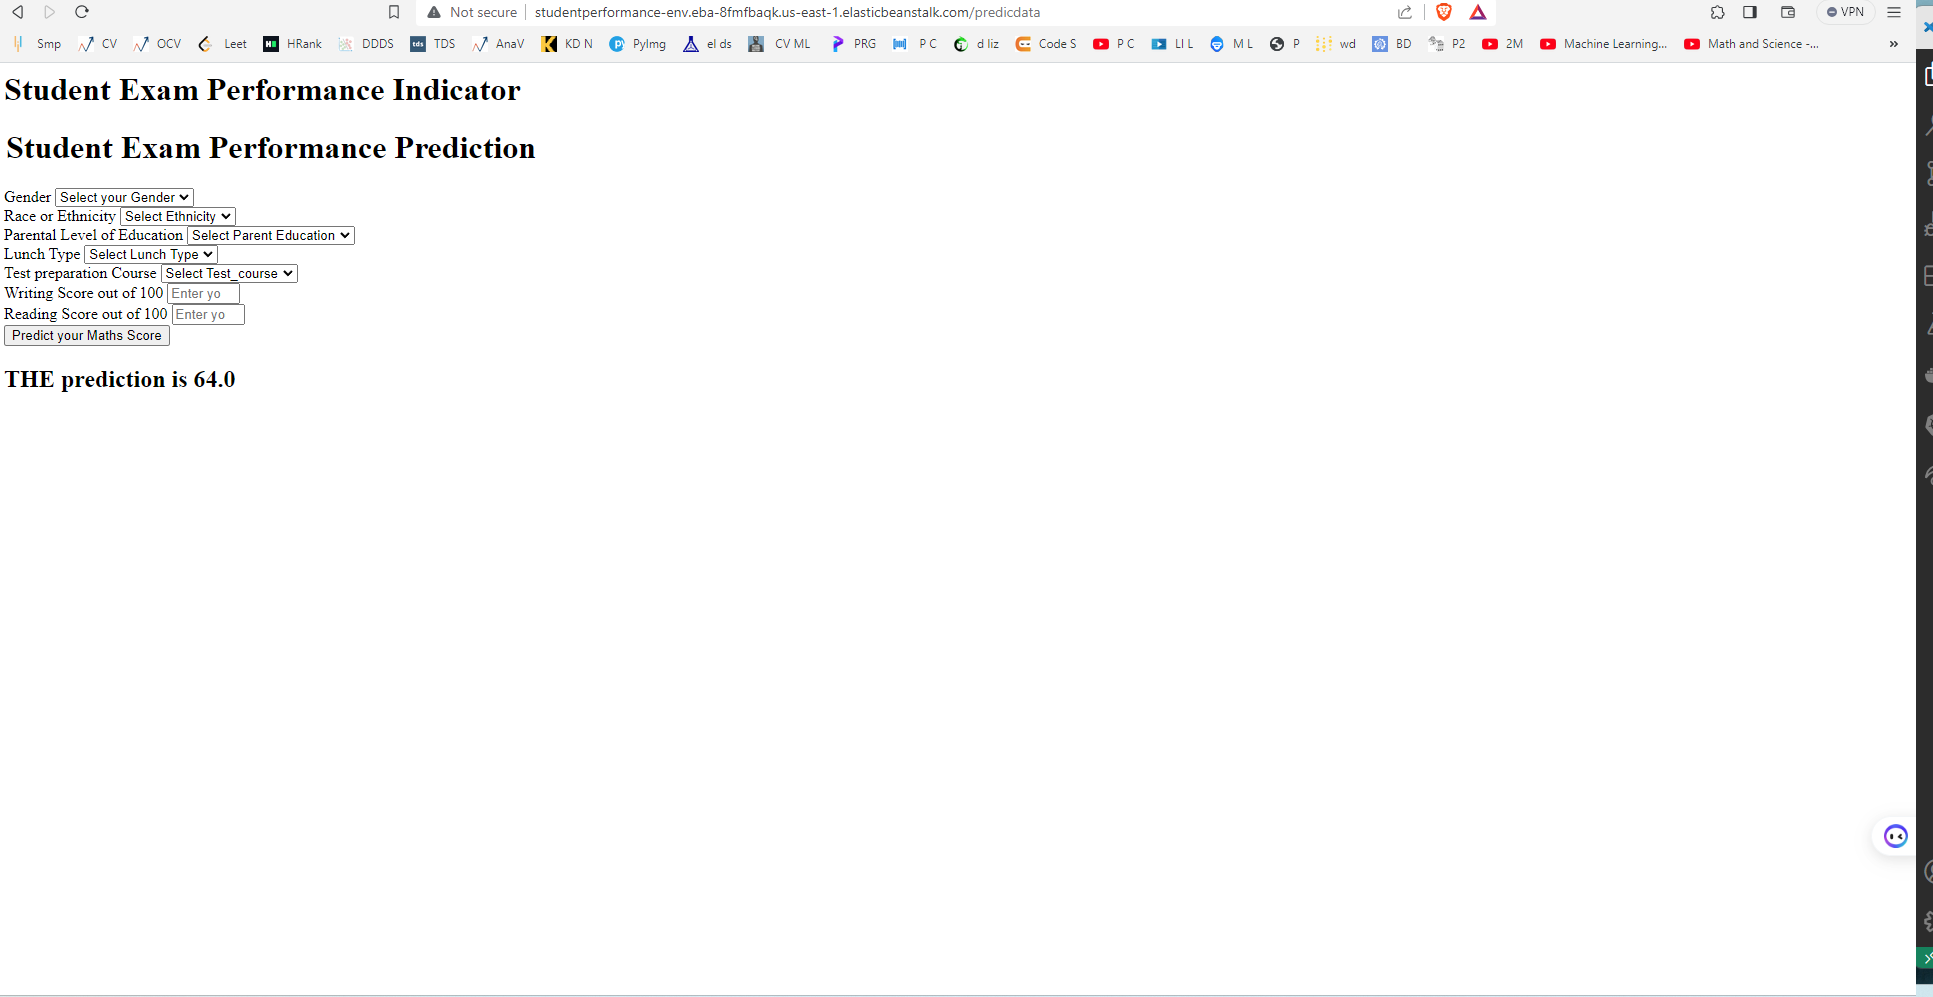 Not secure studentperformance-env.eba-8fmfbaqk.us-east-1.elasticbeanstalk.com/predicdata VPN
Smp CV OCV Leet HRank DDDS tds TDS AnaV KD N PyImg el ds CV ML PRG P C d liz Code S P C LI L M L P wd BD P2 2M Machine Learning... Math and Science -... »
Student Exam Performance Indicator
Student Exam Performance Prediction
Gender Select your Gender
Race or Ethnicity Select Ethnicity
Parental Level of Education Select Parent Education
Lunch Type Select Lunch Type
Test preparation Course Select Test_course
Writing Score out of 100 Enter yo
Reading Score out of 100 Enter yo
Predict your Maths Score
THE prediction is 64.0